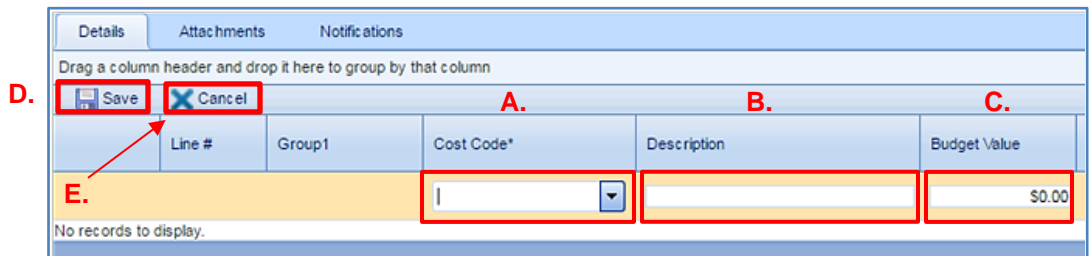 Details Attachments Notifications
Drag a column header and drop it here to group by that column
D. Save Cancel A. B. C.
Line # Group1 Cost Code* Description Budget Value
E. $0.00
No records to display.